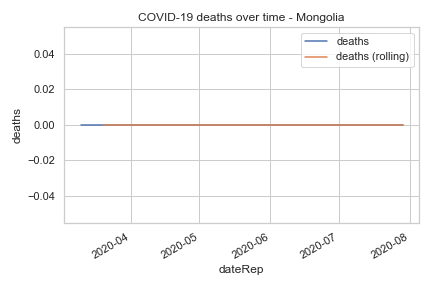 COVID-19 deaths over time - Mongolia
deaths
deaths (rolling)
0.04
0.02
0.00
−0.02
−0.04
deaths
2020-04
2020-05
2020-06
2020-07
2020-08
dateRep